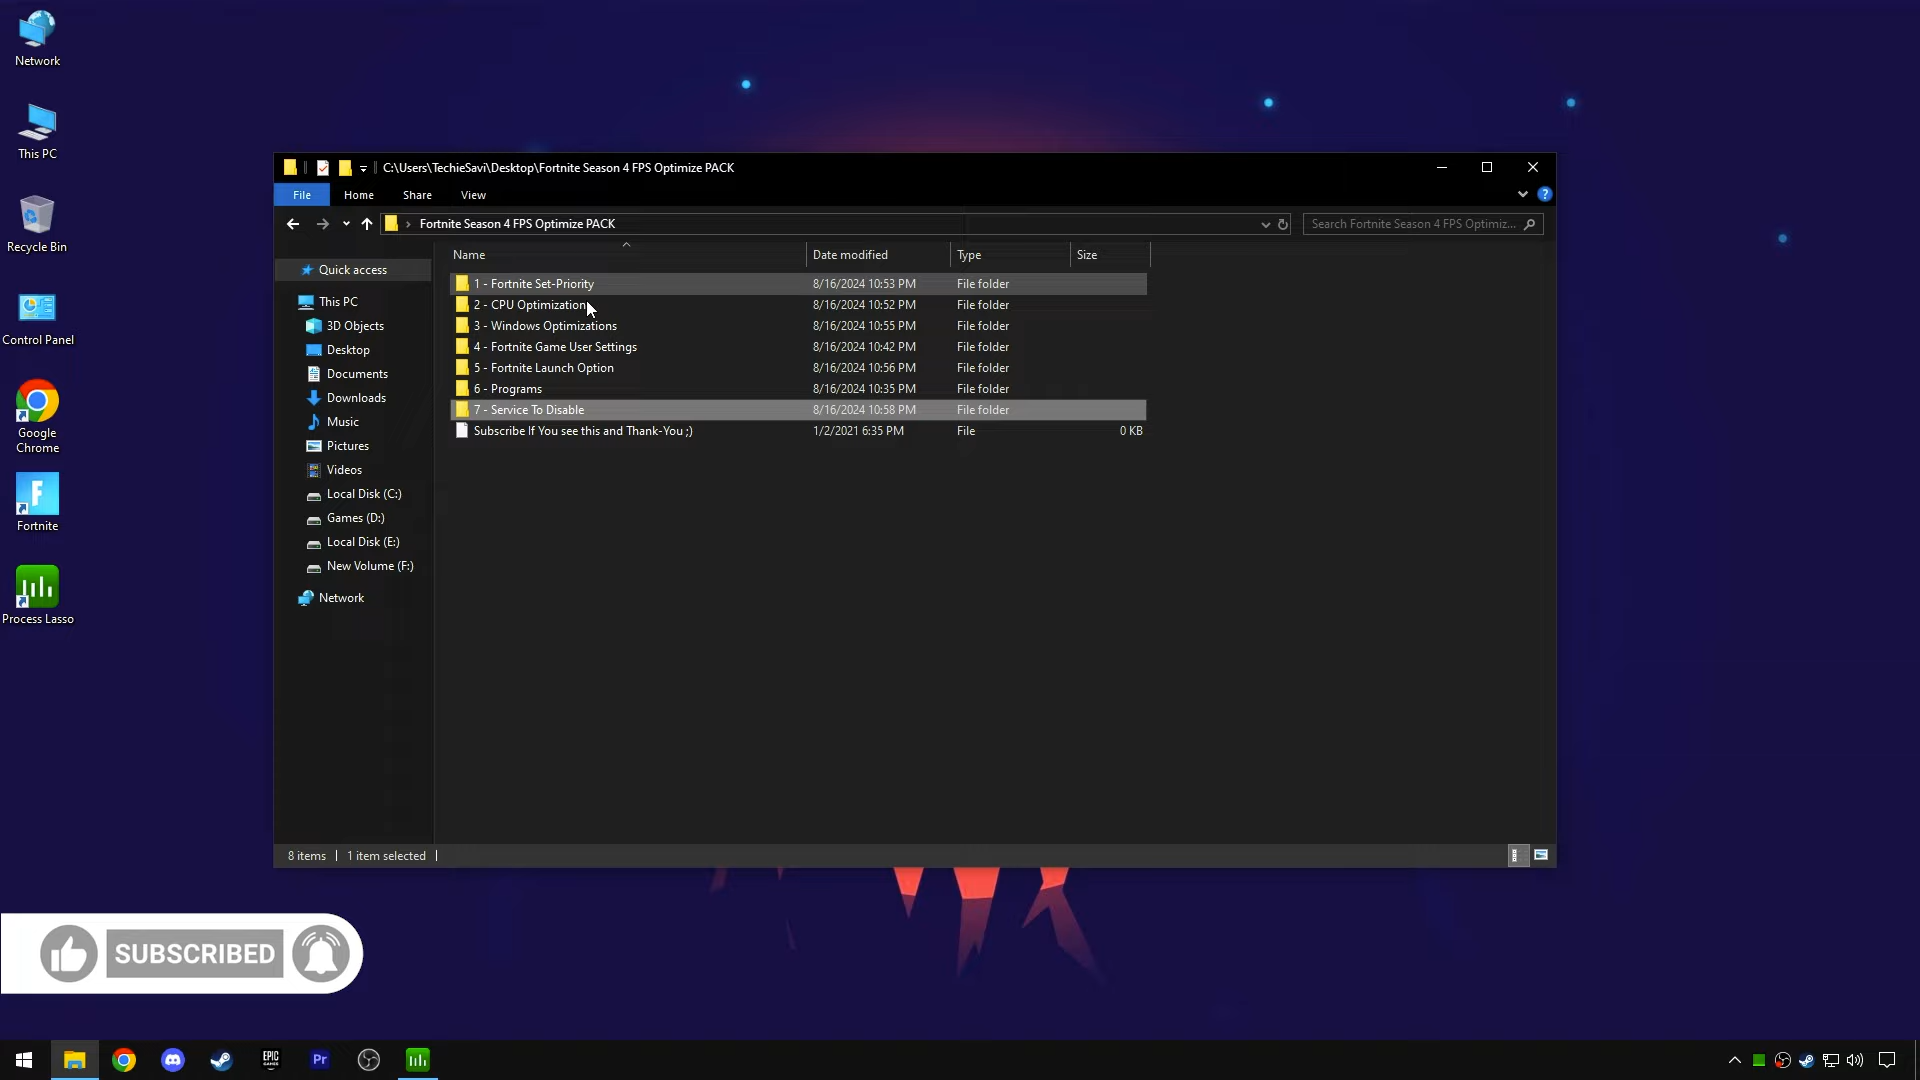 Network
This PC
Recycle Bin
Control Panel
Google
Chrome
Fortnite
Process Lasso
C:\Users\TechieSavi\Desktop\Fortnite Season 4 FPS Optimize PACK
File Home Share View
Fortnite Season 4 FPS Optimize PACK
Search Fortnite Season 4 FPS Optimiz...
Quick access
This PC
3D Objects
Desktop
Documents
Downloads
Music
Pictures
Videos
Local Disk (C:)
Games (D:)
Local Disk (E:)
New Volume (F:)
Network
Name Date modified Type Size
1 - Fortnite Set-Priority 8/16/2024 10:53 PM File folder
2 - CPU Optimization 8/16/2024 10:52 PM File folder
3 - Windows Optimizations 8/16/2024 10:55 PM File folder
4 - Fortnite Game User Settings 8/16/2024 10:42 PM File folder
5 - Fortnite Launch Option 8/16/2024 10:56 PM File folder
6 - Programs 8/16/2024 10:35 PM File folder
7 - Service To Disable 8/16/2024 10:58 PM File folder
Subscribe If You see this and Thank-You ;) 1/2/2021 6:35 PM File 0 KB
8 items 1 item selected
SUBSCRIBED
EPIC
GAMES
Pr